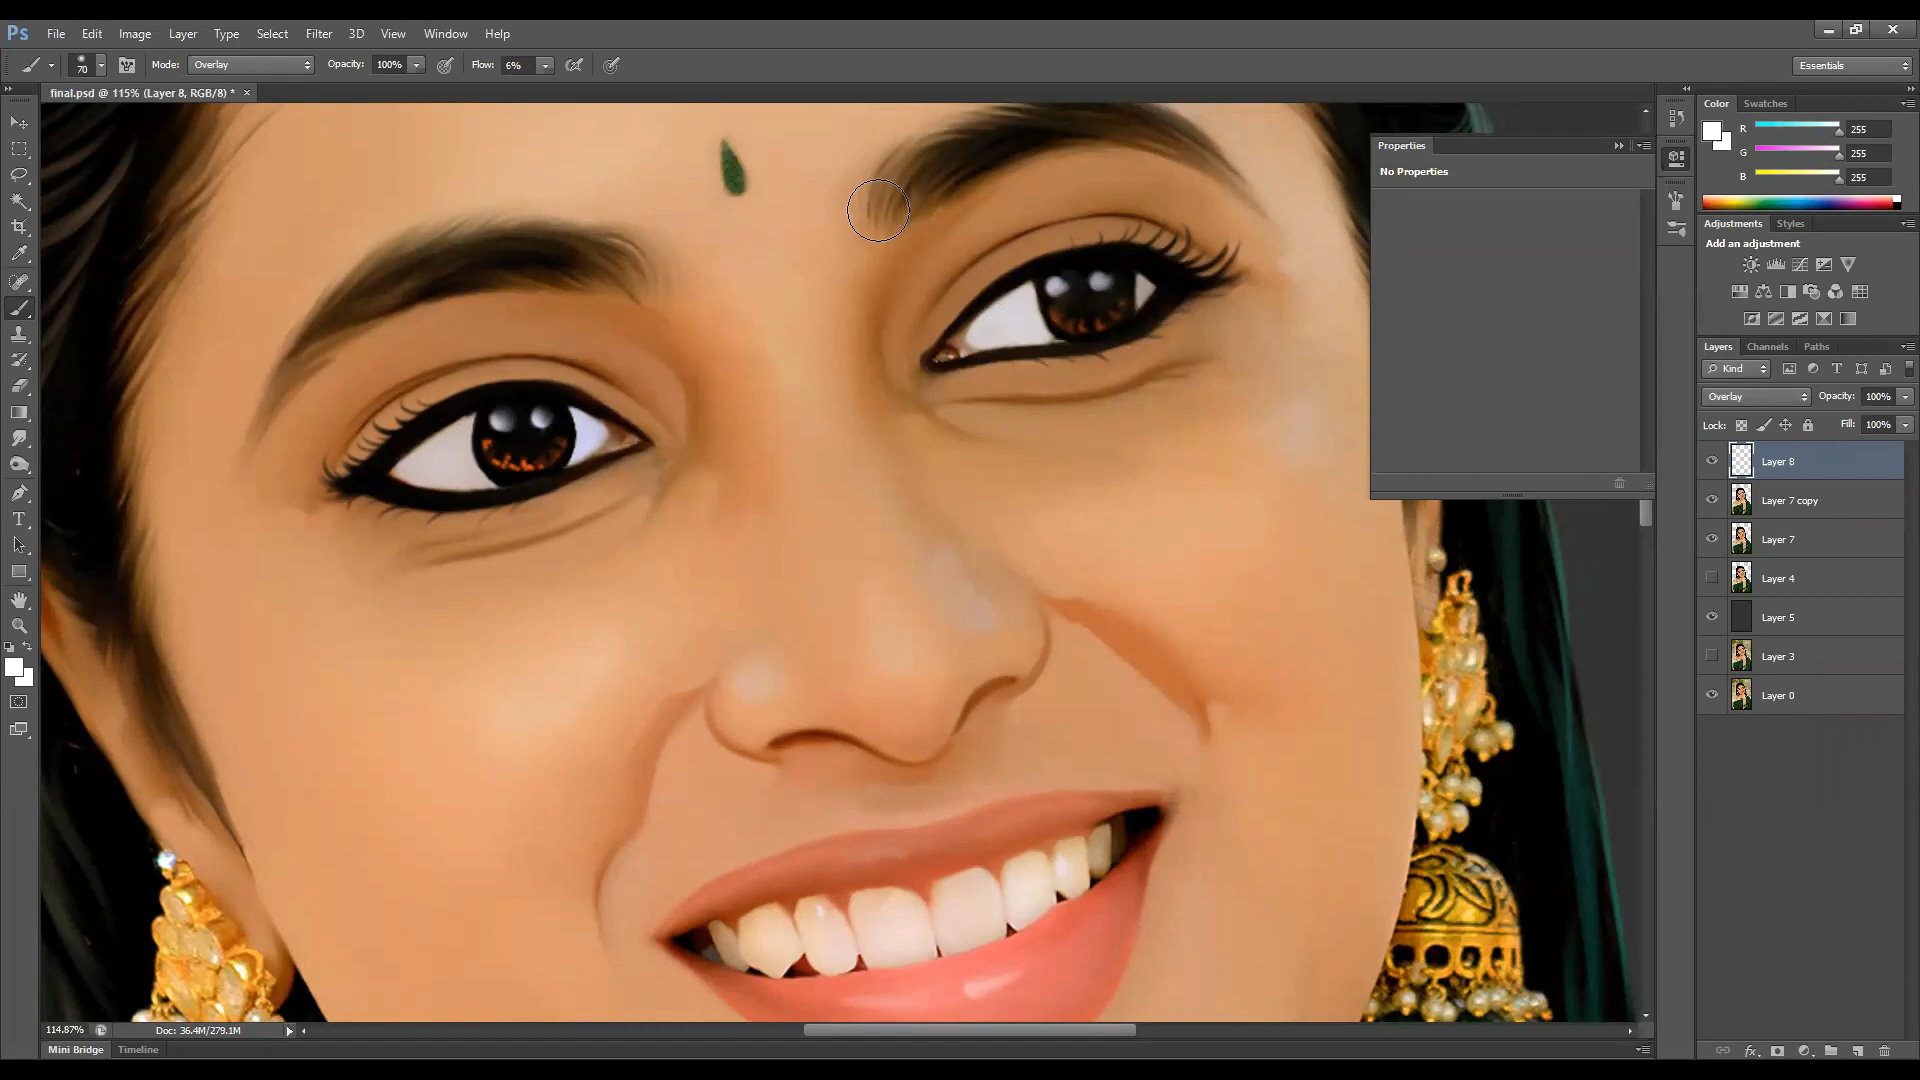 Ps File Edit Image Layer Type Select Filter 3D View Window Help
70 Mode: Overlay Opacity: 100% Flow: 6% Essentials
final.psd @ 115% (Layer 8, RGB/8) * ×
Color Swatches
R 255
G 255
B 255
Properties
No Properties
Adjustments Styles
Add an adjustment
Layers Channels Paths
Kind
Overlay Opacity: 100%
Lock: Fill: 100%
Layer 8
Layer 7 copy
Layer 7
Layer 4
Layer 5
Layer 3
Layer 0
114.87% Doc: 36.4M/279.1M
Mini Bridge Timeline